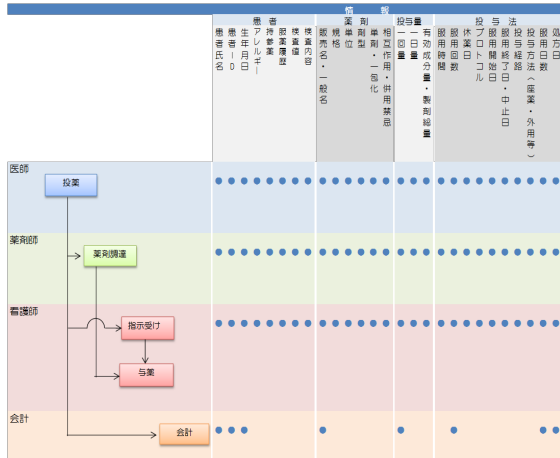 情 報
患 者
薬 剤
投与量
投 与 法
患者氏名
患者ーID
生年月日
アレルギー
持参薬
服薬履歴
検査値
検査内容
販売名・一般名
規格
単位
剤型
単剤・一包化
相互作用・併用禁忌
一回量
一日量
有効成分量・製剤総量
服用時間
服用回数
休薬日
プロトコル
服用開始日
服用終了日・中止日
投与経路
投与方法（座薬・外用等）
服用日数
処方日
医師
投薬
薬剤師
薬剤調達
看護師
指示受け
与薬
会計
会計